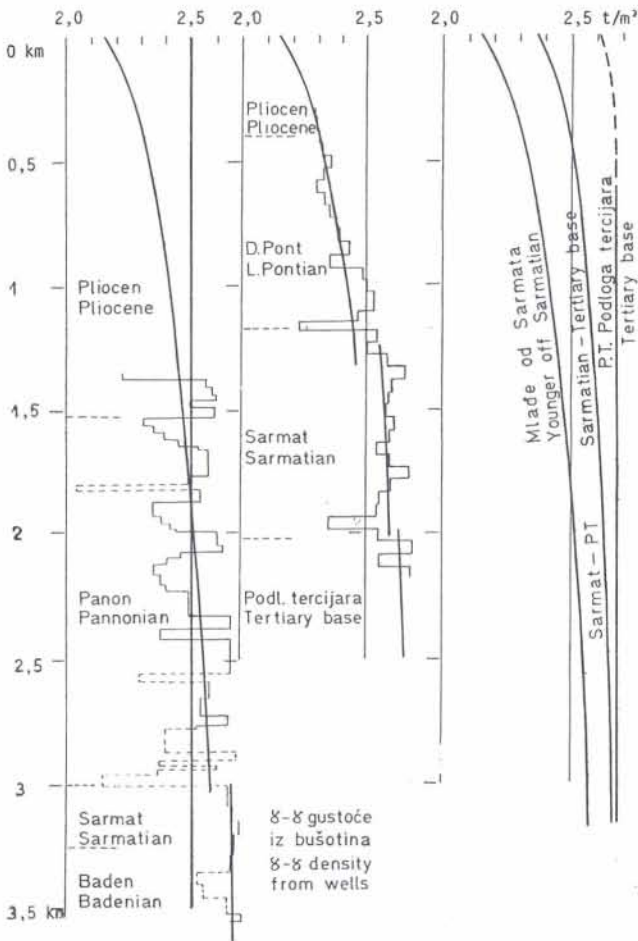 2,0 2,5 2,0 2,5 2,5 t/m³
0 km
0,5
1
1,5
2
2,5
3
3,5 km
Pliocen
Pliocene
Panon
Pannonian
Sarmat
Sarmatian
Baden
Badenian
Pliocen
Pliocene
D.Pont
L.Pontian
Sarmat
Sarmatian
Podl. tercijara
Tertiary base
Ɣ-Ɣ gustoće
iz bušotina
Ɣ-Ɣ density
from wells
Mlađe od Sarmata
Younger off Sarmatian
Sarmatian-Tertiary base
Sarmat-PT
P.T. Podloga tercijara
Tertiary base